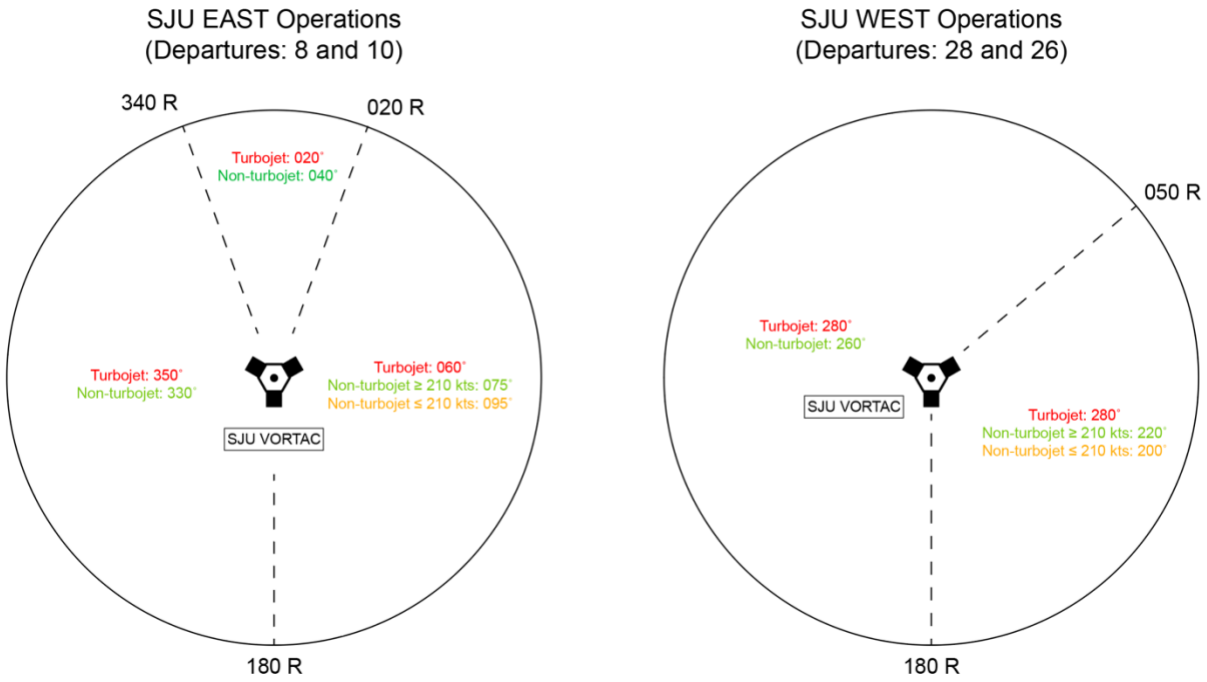 SJU EAST Operations
(Departures: 8 and 10)
340 R
020 R
Turbojet: 020°
Non-turbojet: 040°
Turbojet: 350°
Non-turbojet: 330°
Turbojet: 060°
Non-turbojet ≥ 210 kts: 075°
Non-turbojet ≤ 210 kts: 095°
SJU VORTAC
180 R
SJU WEST Operations
(Departures: 28 and 26)
050 R
Turbojet: 280°
Non-turbojet: 260°
SJU VORTAC
Turbojet: 280°
Non-turbojet ≥ 210 kts: 220°
Non-turbojet ≤ 210 kts: 200°
180 R